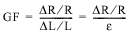 GF = ΔR/R / ΔL/L = ΔR/R / ε